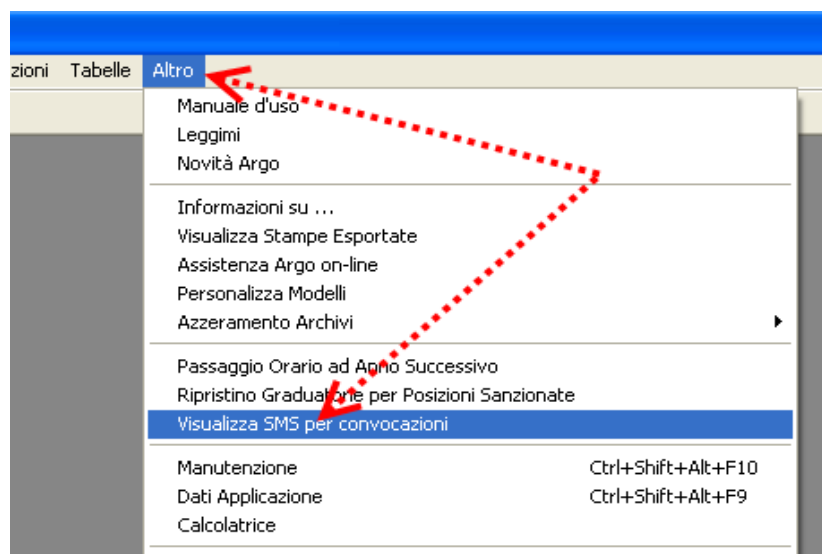 zioni Tabelle Altro
Manuale d'uso
Leggimi
Novità Argo
Informazioni su ...
Visualizza Stampe Esportate
Assistenza Argo on-line
Personalizza Modelli
Azzeramento Archivi
Passaggio Orario ad Anno Successivo
Ripristino Graduatorie per Posizioni Sanzionate
Visualizza SMS per convocazioni
Manutenzione Ctrl+Shift+Alt+F10
Dati Applicazione Ctrl+Shift+Alt+F9
Calcolatrice